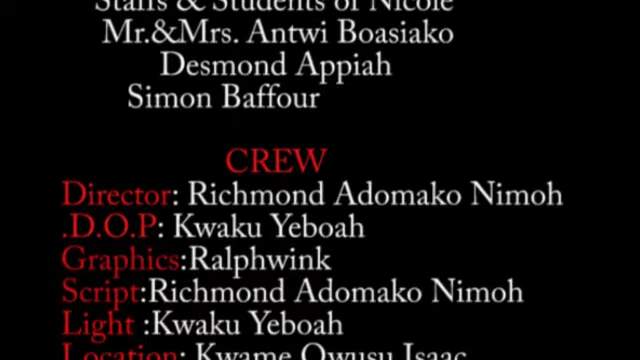 Staffs & Students of Nicole
Mr.&Mrs. Antwi Boasiako
Desmond Appiah
Simon Baffour
CREW
Director: Richmond Adomako Nimoh
.D.O.P: Kwaku Yeboah
Graphics:Ralphwink
Script:Richmond Adomako Nimoh
Light :Kwaku Yeboah
Location: Kwame Owusu Isaac